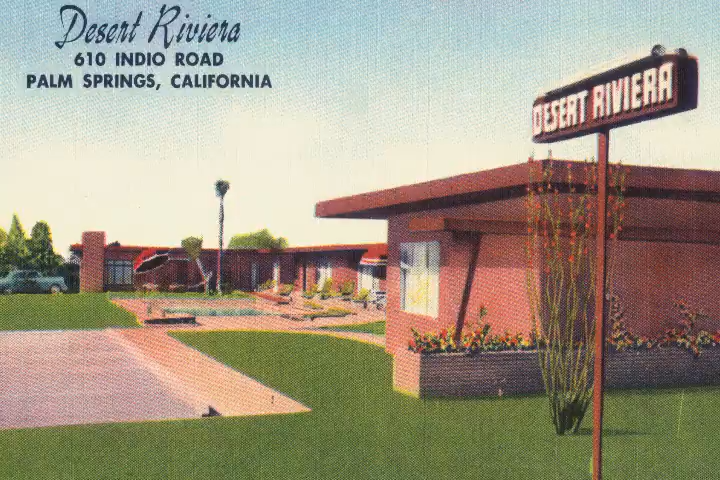 Desert Riviera
610 INDIO ROAD
PALM SPRINGS, CALIFORNIA
DESERT RIVIERA